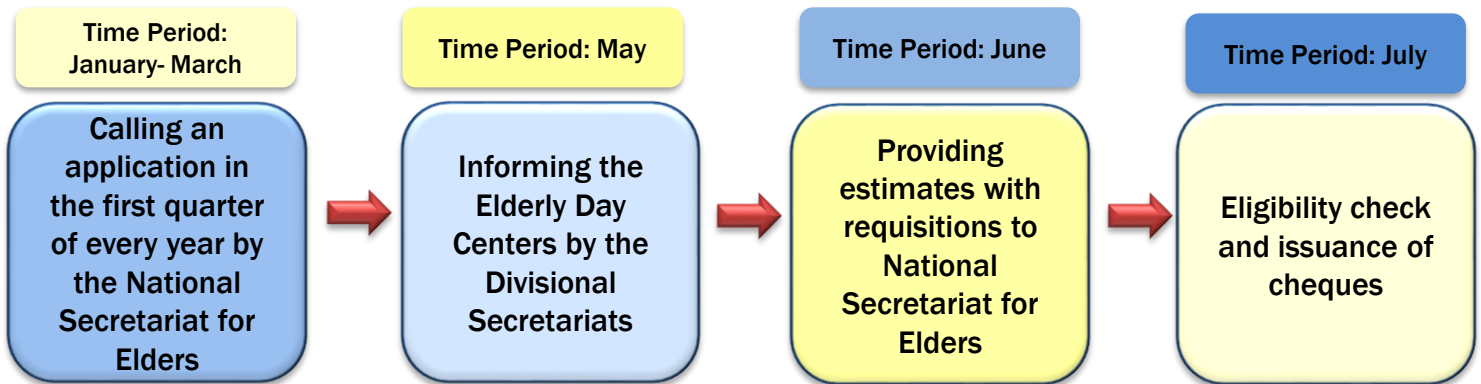 Time Period:
January- March
Time Period: May
Time Period: June
Time Period: July
Calling an
application in
the first quarter
of every year by
the National
Secretariat for
Elders
Informing the
Elderly Day
Centers by the
Divisional
Secretariats
Providing
estimates with
requisitions to
National
Secretariat for
Elders
Eligibility check
and issuance of
cheques